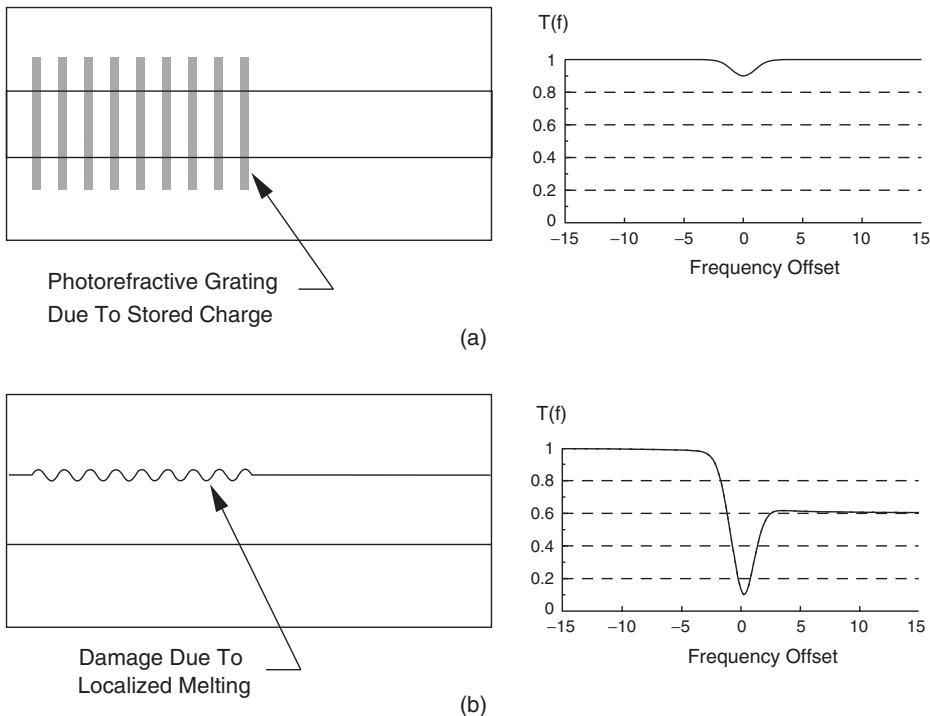 T(f)
1
0.8
0.6
0.4
0.2
0
−15 −10 −5 0 5 10 15
Frequency Offset
Photorefractive Grating
Due To Stored Charge
(a)
T(f)
1
0.8
0.6
0.4
0.2
0
−15 −10 −5 0 5 10 15
Frequency Offset
Damage Due To
Localized Melting
(b)